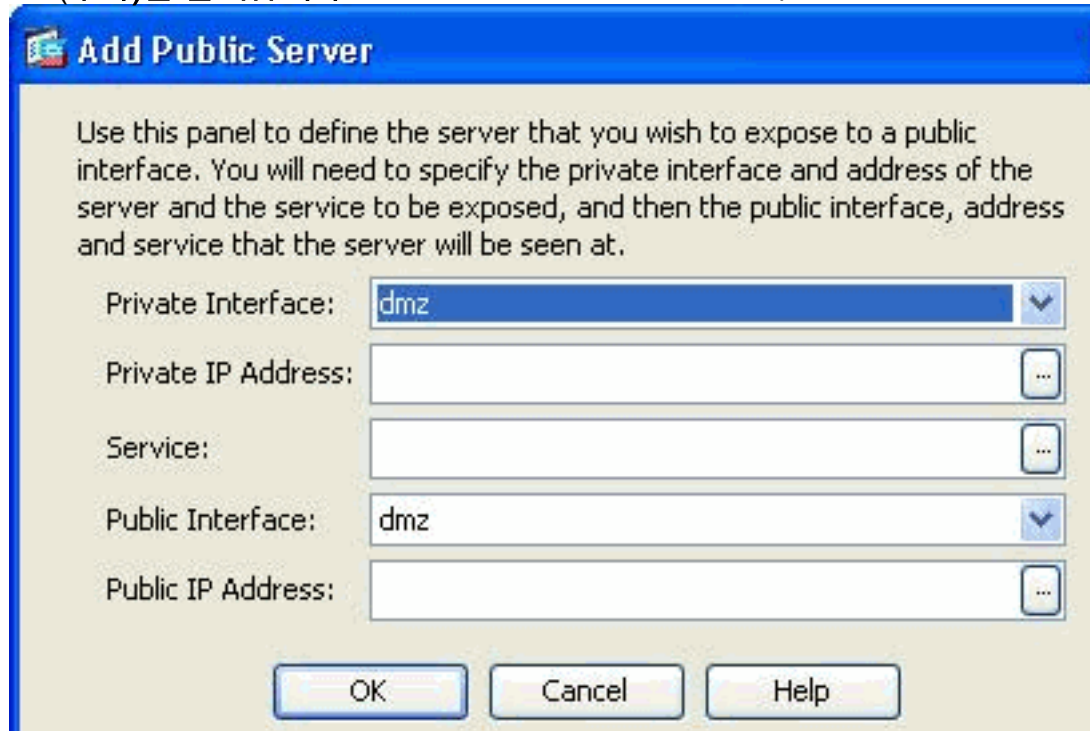 Add Public Server
Use this panel to define the server that you wish to expose to a public
interface. You will need to specify the private interface and address of the
server and the service to be exposed, and then the public interface, address
and service that the server will be seen at.
Private Interface: dmz
Private IP Address: ...
Service: ...
Public Interface: dmz
Public IP Address: ...
OK Cancel Help